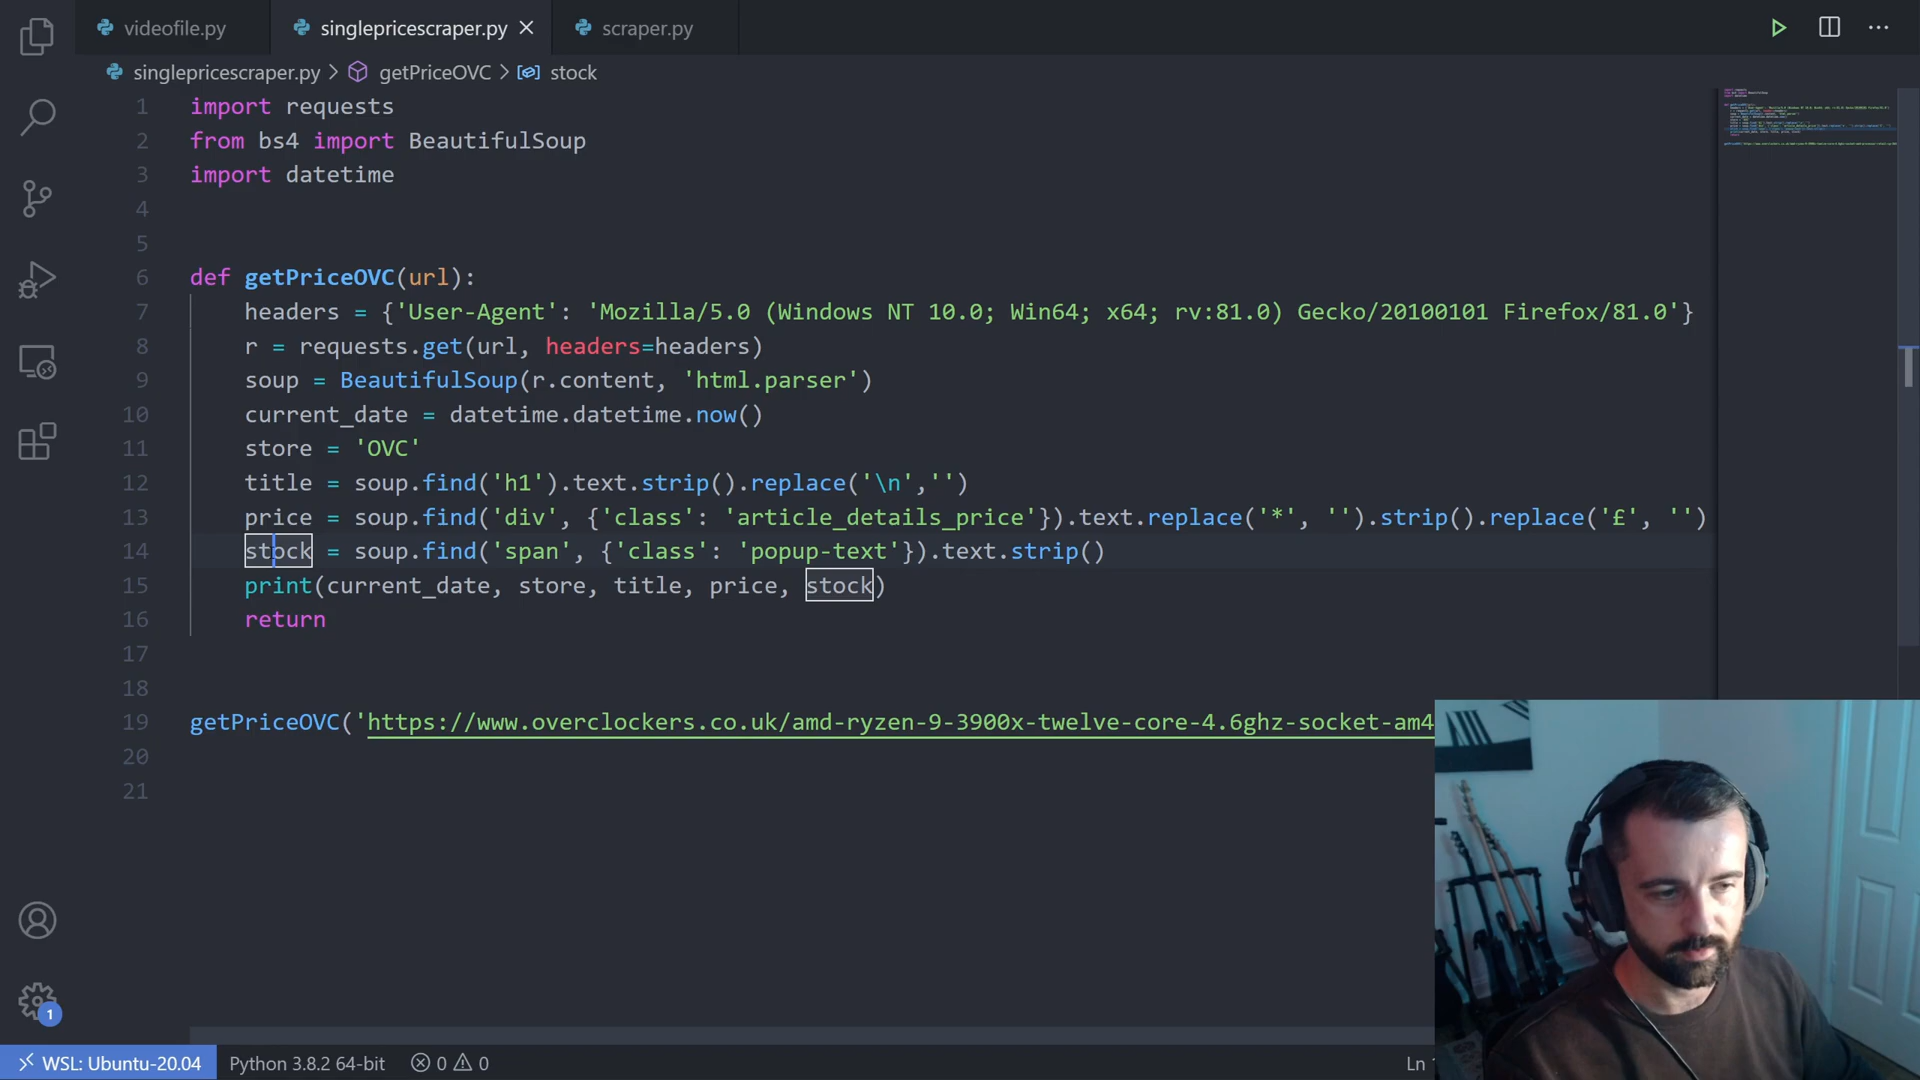 videofile.py singlepricescraper.py scraper.py
singlepricescraper.py > getPriceOVC > stock
1 import requests
2 from bs4 import BeautifulSoup
3 import datetime
4
5
6 def getPriceOVC(url):
7 headers = {'User-Agent': 'Mozilla/5.0 (Windows NT 10.0; Win64; x64; rv:81.0) Gecko/20100101 Firefox/81.0'}
8 r = requests.get(url, headers=headers)
9 soup = BeautifulSoup(r.content, 'html.parser')
10 current_date = datetime.datetime.now()
11 store = 'OVC'
12 title = soup.find('h1').text.strip().replace('\n','')
13 price = soup.find('div', {'class': 'article_details_price'}).text.replace('*', '').strip().replace('£', '')
14 stock = soup.find('span', {'class': 'popup-text'}).text.strip()
15 print(current_date, store, title, price, stock)
16 return
17
18
19 getPriceOVC('https://www.overclockers.co.uk/amd-ryzen-9-3900x-twelve-core-4.6ghz-socket-am4
20
21
1
WSL: Ubuntu-20.04 Python 3.8.2 64-bit 0 0 Ln